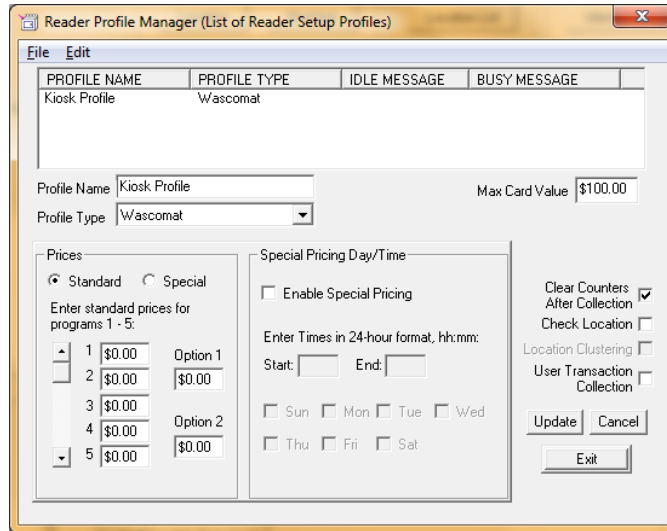 Reader Profile Manager (List of Reader Setup Profiles)
File Edit
PROFILE NAME PROFILE TYPE IDLE MESSAGE BUSY MESSAGE
Kiosk Profile Wascomat
Profile Name Kiosk Profile Max Card Value $100.00
Profile Type Wascomat
Prices
Standard Special
Enter standard prices for
programs 1 - 5:
1 $0.00 Option 1
2 $0.00 $0.00
3 $0.00
4 $0.00 Option 2
5 $0.00 $0.00
Special Pricing Day/Time
Enable Special Pricing
Enter Times in 24-hour format, hh:mm:
Start: End:
Sun Mon Tue Wed
Thu Fri Sat
Clear Counters
After Collection
Check Location
Location Clustering
User Transaction
Collection
Update Cancel
Exit